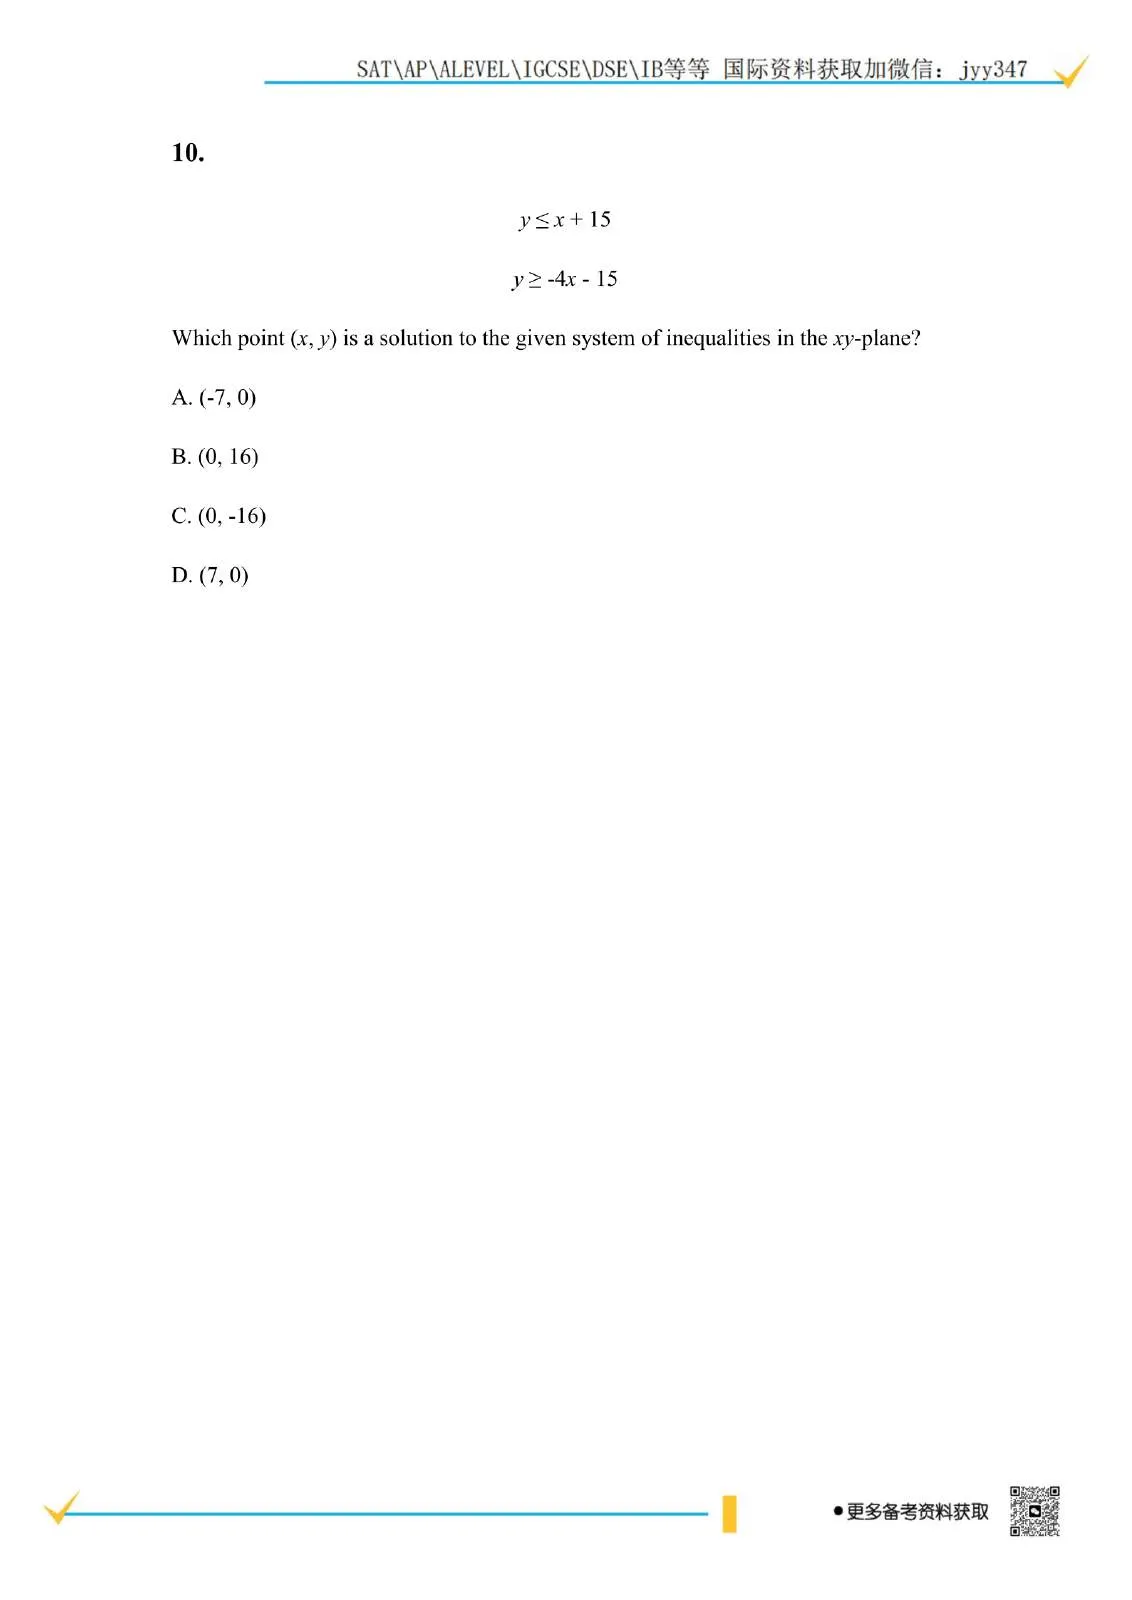 SAT\AP\ALEVEL\IGCSE\DSE\IB等等 国际资料获取加微信: jyy347
10.
y ≤ x + 15
y ≥ -4x - 15
Which point (x, y) is a solution to the given system of inequalities in the xy-plane?
A. (-7, 0)
B. (0, 16)
C. (0, -16)
D. (7, 0)
●更多备考资料获取